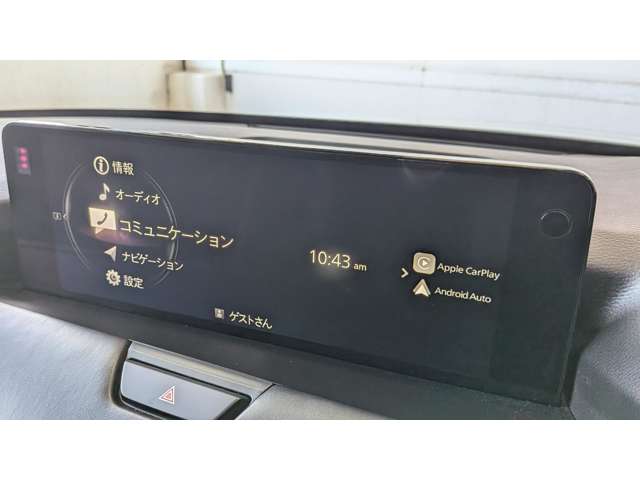 情報
オーディオ
コミュニケーション
ナビゲーション
設定
10:43 am
Apple CarPlay
Android Auto
ゲストさん